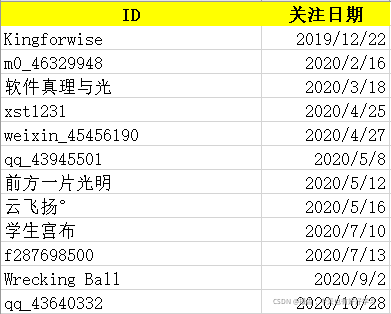 ID 关注日期
Kingforwise 2019/12/22
m0_46329948 2020/2/16
软件真理与光 2020/3/18
xst1231 2020/4/25
weixin_45456190 2020/4/27
qq_43945501 2020/5/8
前方一片光明 2020/5/12
云飞扬° 2020/5/16
学生宫布 2020/7/10
f287698500 2020/7/13
Wrecking Ball 2020/9/2
qq_43640332 2020/10/28